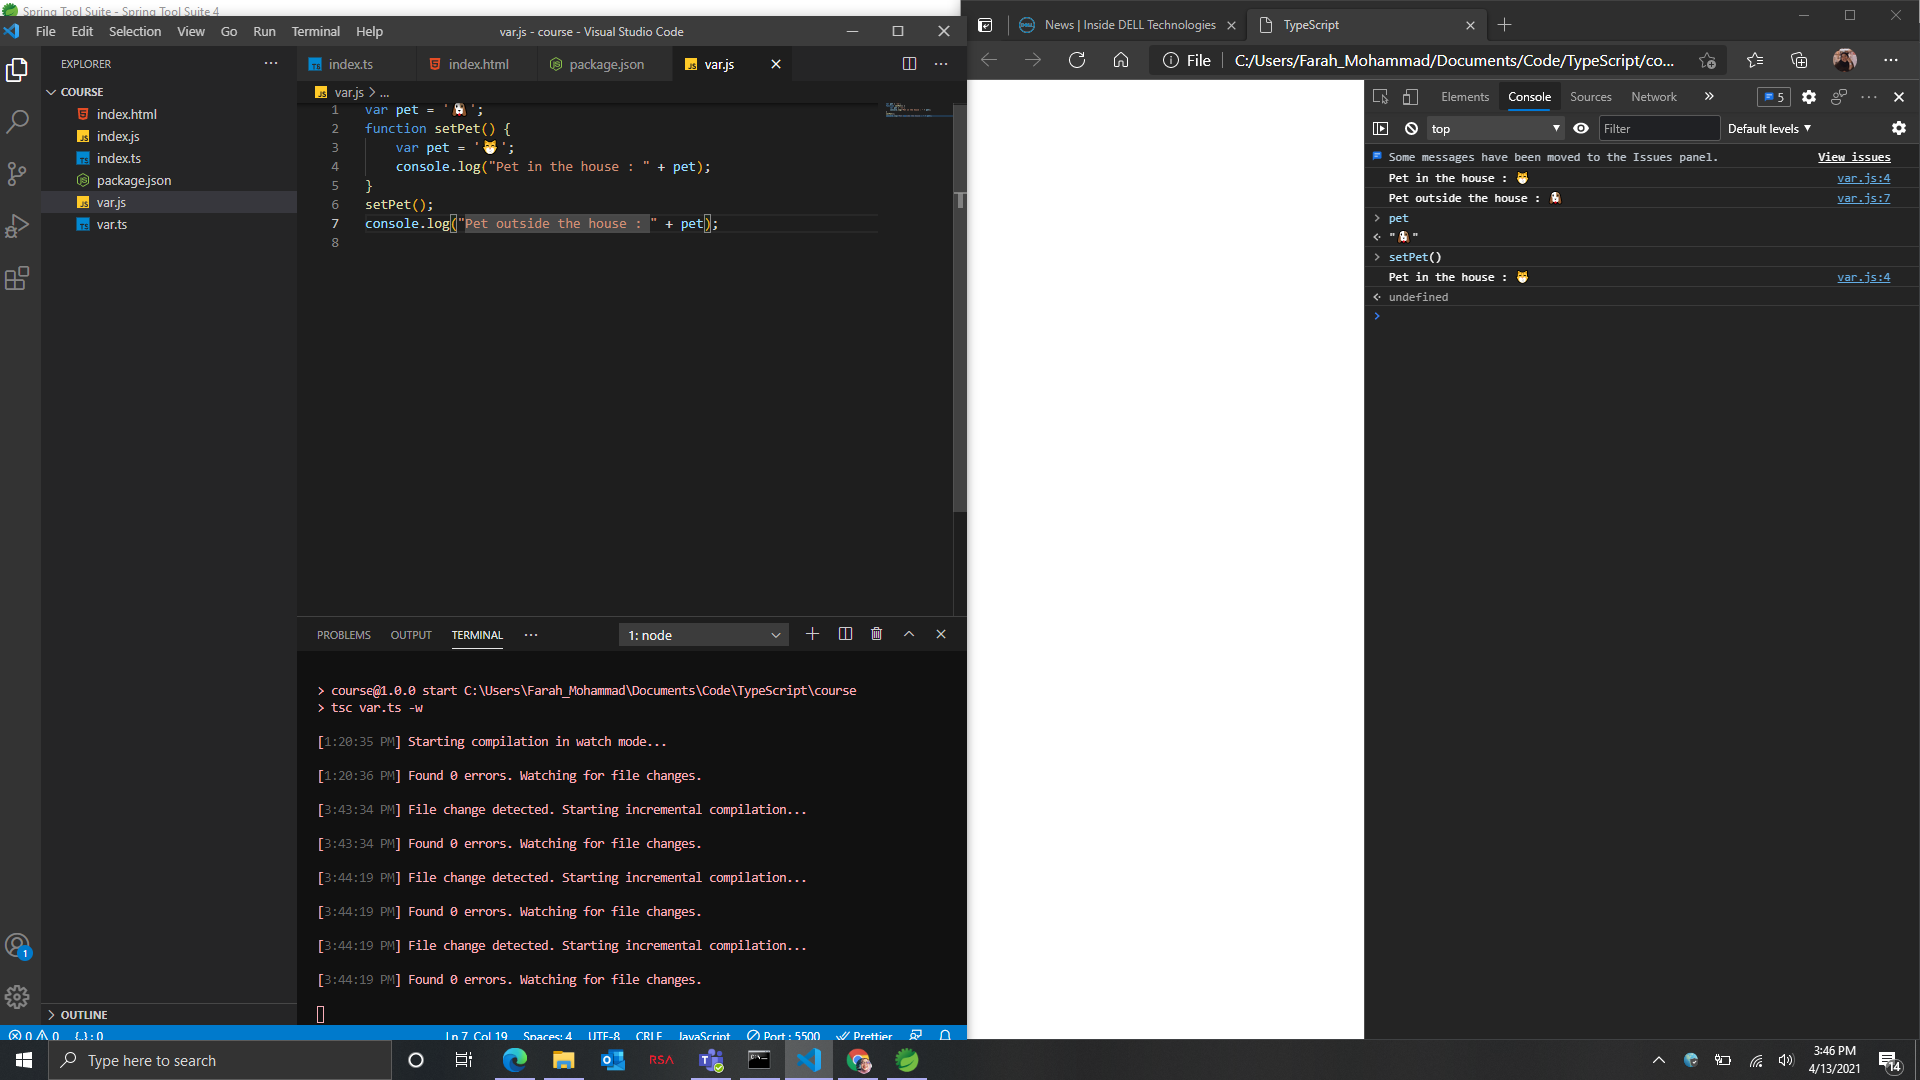 Spring Tool Suite - Spring Tool Suite 4
File Edit Selection View Go Run Terminal Help
var.js - course - Visual Studio Code
EXPLORER
COURSE
index.html
index.js
index.ts
package.json
var.js
var.ts
OUTLINE
index.ts index.html package.json var.js
var.js > ...
1 var pet = '🐶';
2 function setPet() {
3 var pet = '🐱';
4 console.log("Pet in the house : " + pet);
5 }
6 setPet();
7 console.log("Pet outside the house : " + pet);
8
PROBLEMS OUTPUT TERMINAL ... 1: node
> course@1.0.0 start C:\Users\Farah_Mohammad\Documents\Code\TypeScript\course
> tsc var.ts -w
[1:20:35 PM] Starting compilation in watch mode...
[1:20:36 PM] Found 0 errors. Watching for file changes.
[3:43:34 PM] File change detected. Starting incremental compilation...
[3:43:34 PM] Found 0 errors. Watching for file changes.
[3:44:19 PM] File change detected. Starting incremental compilation...
[3:44:19 PM] Found 0 errors. Watching for file changes.
[3:44:19 PM] File change detected. Starting incremental compilation...
[3:44:19 PM] Found 0 errors. Watching for file changes.
1
0 0 {..} : 0 Ln 7, Col 19 Spaces: 4 UTF-8 CRLF JavaScript Port : 5500 Prettier
News | Inside DELL Technologies TypeScript
File C:/Users/Farah_Mohammad/Documents/Code/TypeScript/co...
Elements Console Sources Network » 5
top Filter Default levels
Some messages have been moved to the Issues panel. View issues
Pet in the house : 🐱 var.js:4
Pet outside the house : 🐶 var.js:7
> pet
< "🐶"
> setPet()
Pet in the house : 🐱 var.js:4
< undefined
>
Type here to search
RSA
3:46 PM
4/13/2021
14